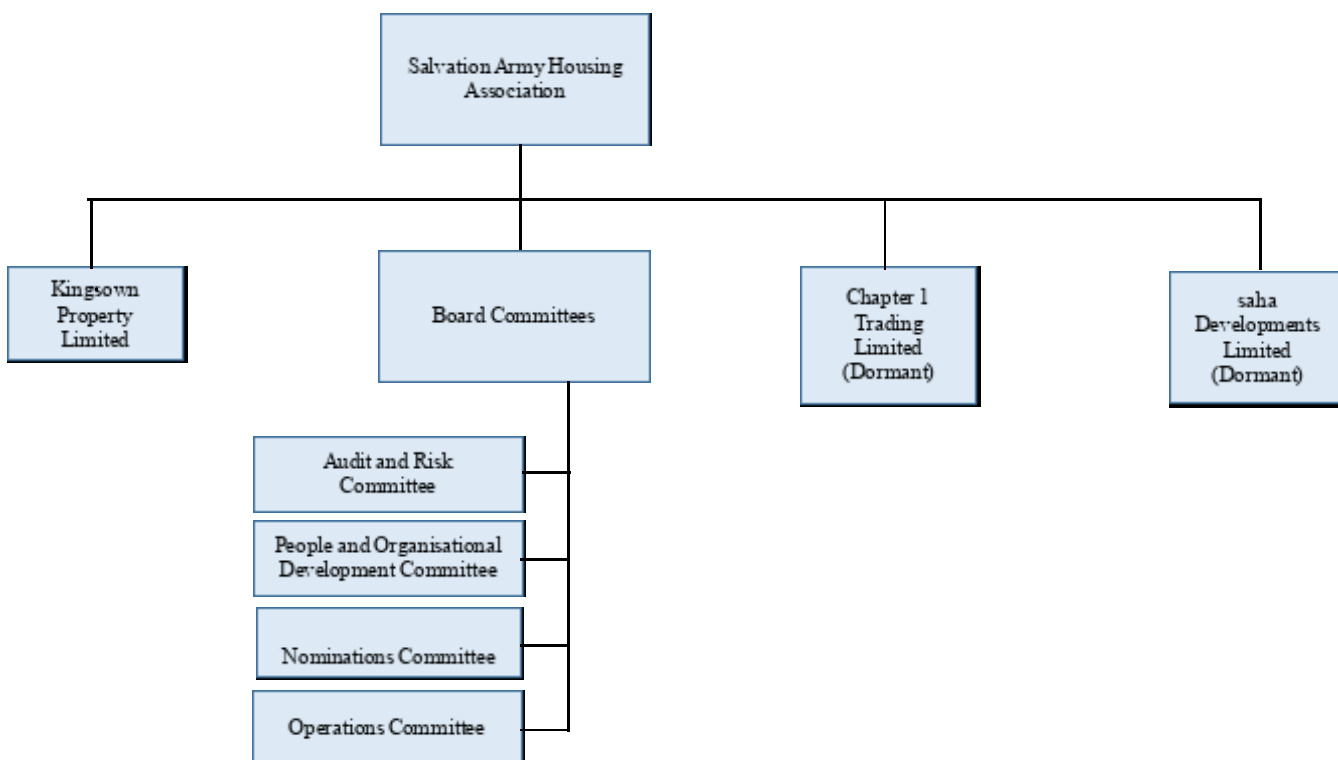 Salvation Army Housing
Association
Kingsown
Property
Limited
Board Committees
Chapter 1
Trading
Limited
(Dormant)
saha
Developments
Limited
(Dormant)
Audit and Risk
Committee
People and Organisational
Development Committee
Nominations Committee
Operations Committee